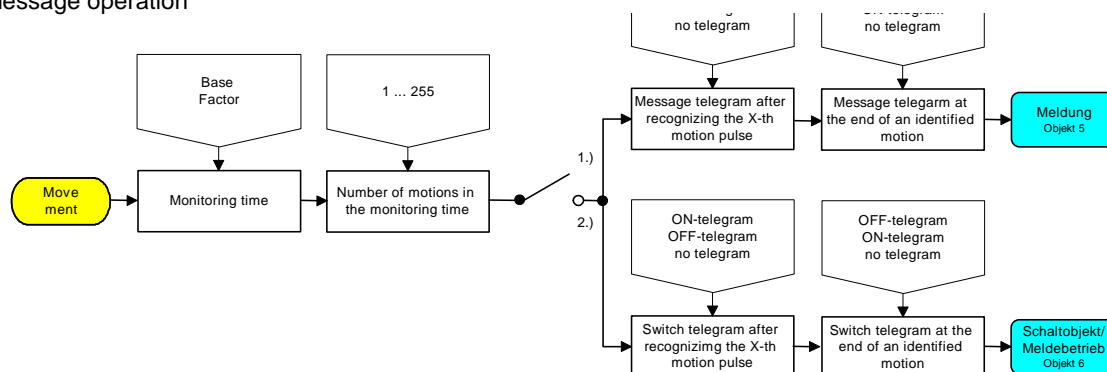 essage operation
no telegram
no telegram
Base
Factor
1 ... 255
Message telegram after
recognizing the X-th
motion pulse
Message telegarm at
the end of an identified
motion
Meldung
Objekt 5
1.)
Move
ment
Monitoring time
Number of motions in
the monitoring time
2.)
ON-telegram
OFF-telegram
no telegram
OFF-telegram
ON-telegram
no telegram
Switch telegram after
recognizimg the X-th
motion pulse
Switch telegram at the
end of an identified
motion
Schaltobjekt/
Meldebetrieb
Objekt 6